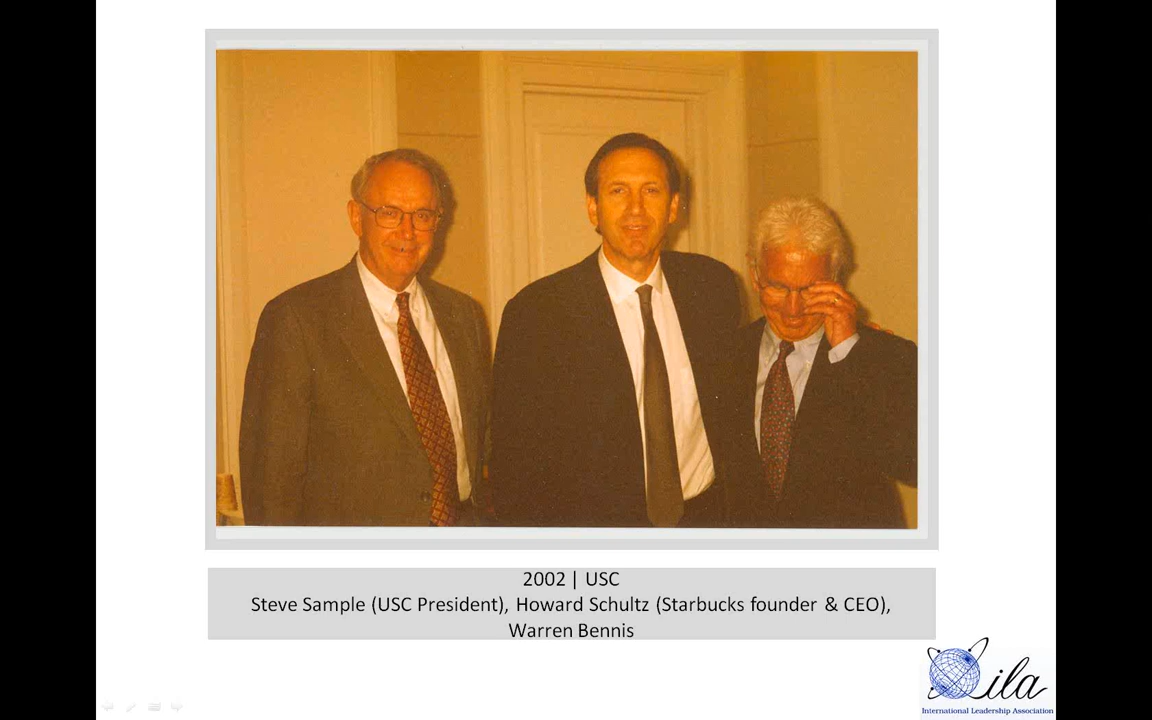 2002 | USC
Steve Sample (USC President), Howard Schultz (Starbucks founder & CEO),
Warren Bennis
ila
International Leadership Association